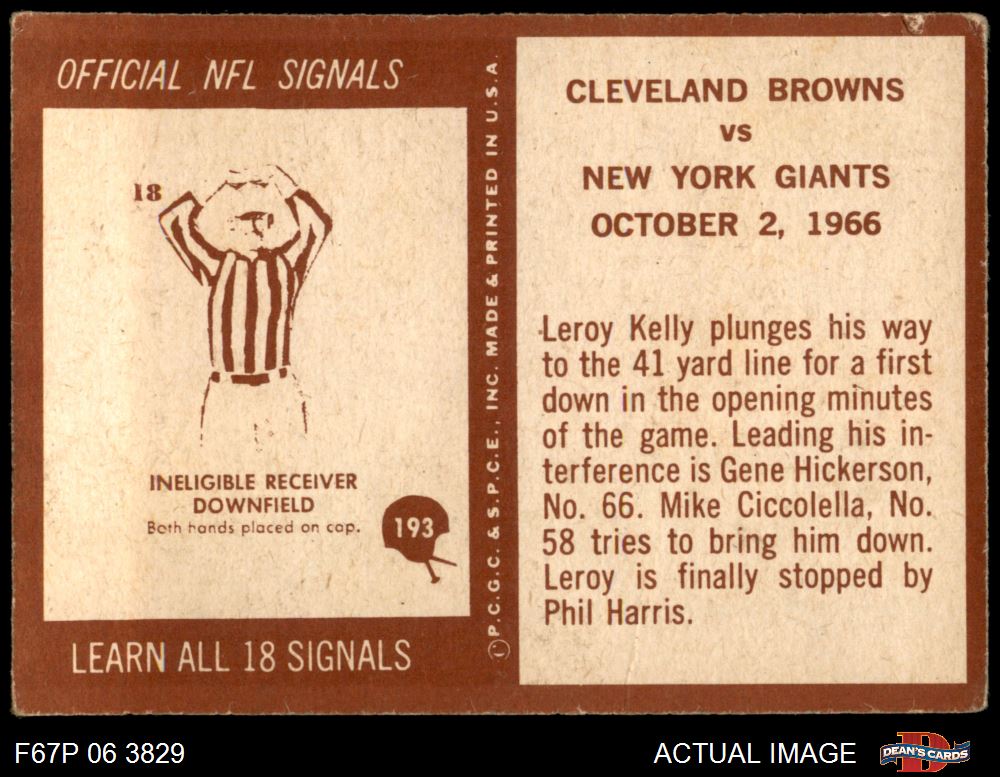 OFFICIAL NFL SIGNALS
18
INELIGIBLE RECEIVER
DOWNFIELD
Both hands placed on cap.
193
LEARN ALL 18 SIGNALS
© P.C.G.C. & S.P.C.E., INC. MADE & PRINTED IN U.S.A.
CLEVELAND BROWNS
vs
NEW YORK GIANTS
OCTOBER 2, 1966
Leroy Kelly plunges his way
to the 41 yard line for a first
down in the opening minutes
of the game. Leading his in-
terference is Gene Hickerson,
No. 66. Mike Ciccolella, No.
58 tries to bring him down.
Leroy is finally stopped by
Phil Harris.
F67P 06 3829
ACTUAL IMAGE
D
DEAN'S CARDS